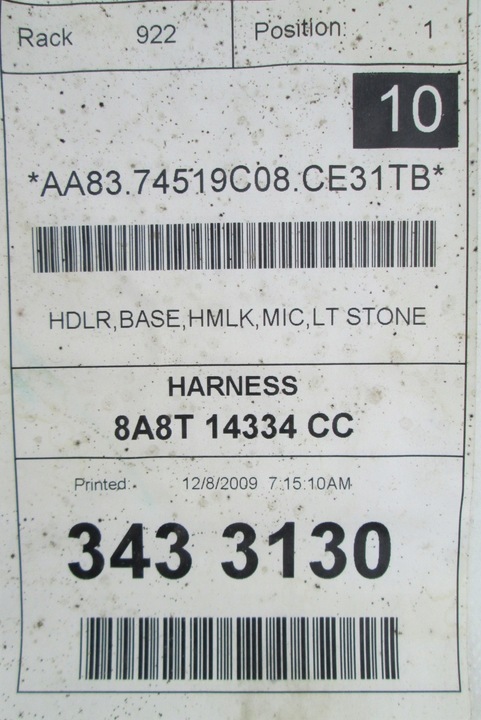 Rack 922 Position: 1
10
*AA83.74519C08.CE31TB*
HDLR,BASE,HMLK,MIC,LT STONE
HARNESS
8A8T 14334 CC
Printed: 12/8/2009 7:15:10AM
343 3130